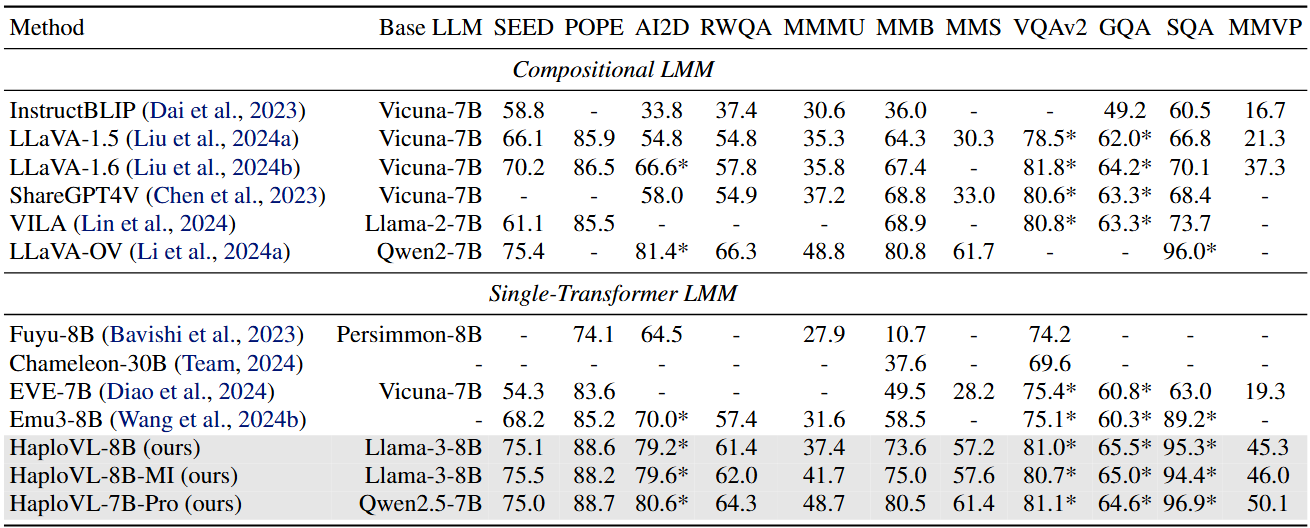 Method Base LLM SEED POPE AI2D RWQA MMMU MMB MMS VQAv2 GQA SQA MMVP
Compositional LMM
InstructBLIP (Dai et al., 2023) Vicuna-7B 58.8 - 33.8 37.4 30.6 36.0 - - 49.2 60.5 16.7
LLaVA-1.5 (Liu et al., 2024a) Vicuna-7B 66.1 85.9 54.8 54.8 35.3 64.3 30.3 78.5* 62.0* 66.8 21.3
LLaVA-1.6 (Liu et al., 2024b) Vicuna-7B 70.2 86.5 66.6* 57.8 35.8 67.4 - 81.8* 64.2* 70.1 37.3
ShareGPT4V (Chen et al., 2023) Vicuna-7B - - 58.0 54.9 37.2 68.8 33.0 80.6* 63.3* 68.4 -
VILA (Lin et al., 2024) Llama-2-7B 61.1 85.5 - - - 68.9 - 80.8* 63.3* 73.7 -
LLaVA-OV (Li et al., 2024a) Qwen2-7B 75.4 - 81.4* 66.3 48.8 80.8 61.7 - - 96.0* -
Single-Transformer LMM
Fuyu-8B (Bavishi et al., 2023) Persimmon-8B - 74.1 64.5 - 27.9 10.7 - 74.2 - - -
Chameleon-30B (Team, 2024) - - - - - - 37.6 - 69.6 - - -
EVE-7B (Diao et al., 2024) Vicuna-7B 54.3 83.6 - - - 49.5 28.2 75.4* 60.8* 63.0 19.3
Emu3-8B (Wang et al., 2024b) - 68.2 85.2 70.0* 57.4 31.6 58.5 - 75.1* 60.3* 89.2* -
HaploVL-8B (ours) Llama-3-8B 75.1 88.6 79.2* 61.4 37.4 73.6 57.2 81.0* 65.5* 95.3* 45.3
HaploVL-8B-MI (ours) Llama-3-8B 75.5 88.2 79.6* 62.0 41.7 75.0 57.6 80.7* 65.0* 94.4* 46.0
HaploVL-7B-Pro (ours) Qwen2.5-7B 75.0 88.7 80.6* 64.3 48.7 80.5 61.4 81.1* 64.6* 96.9* 50.1